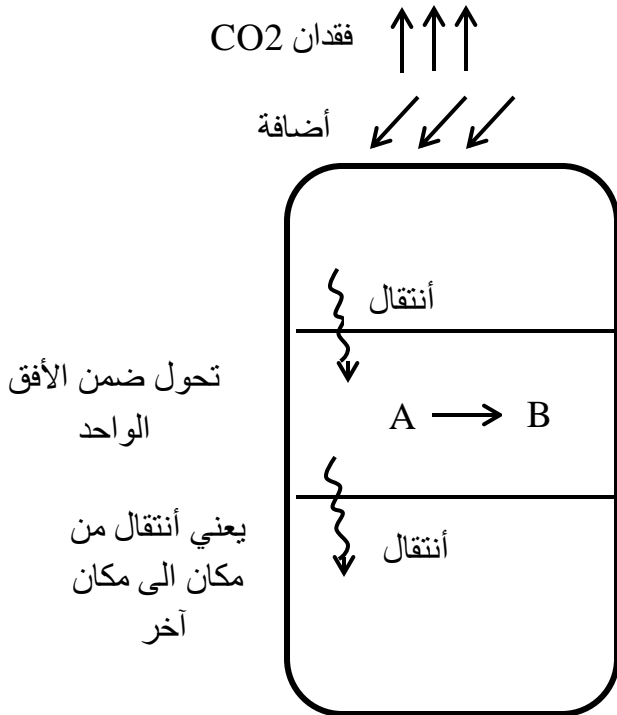 فقدان CO2
أضافة
أنتقال
تحول ضمن الأفق
الواحد
A B
يعني أنتقال من
مكان الى مكان
آخر
أنتقال